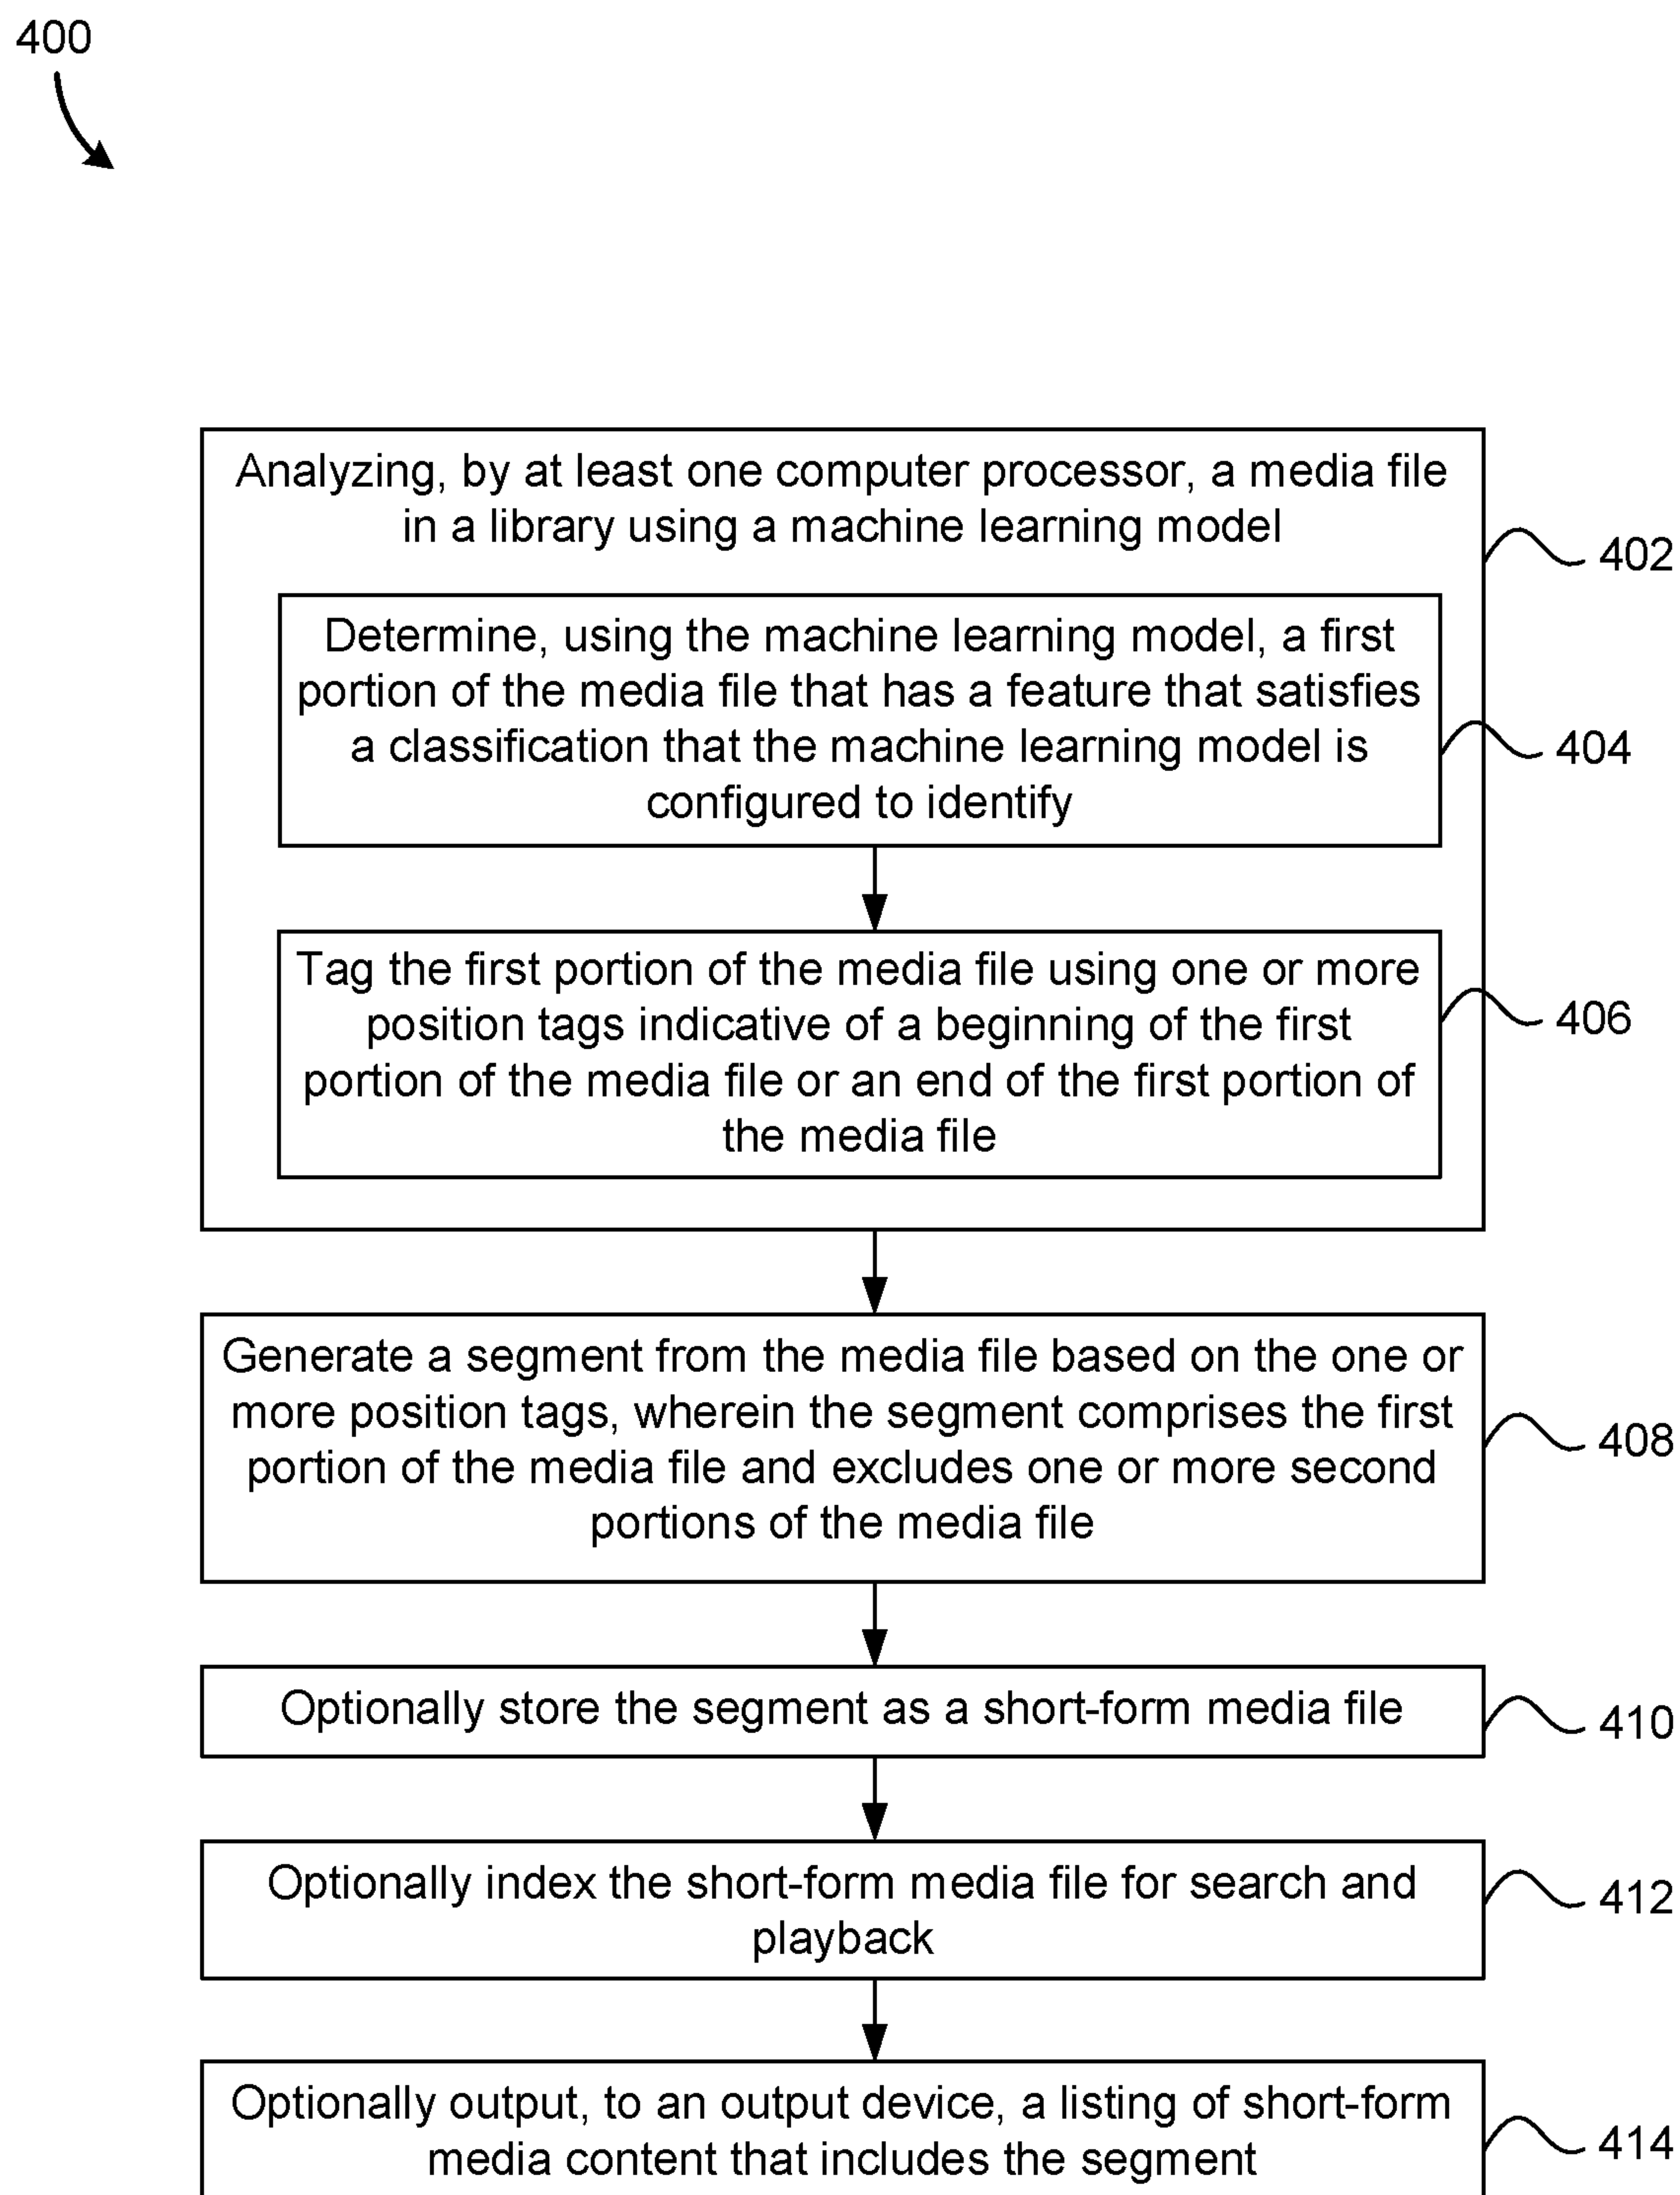 400
Analyzing, by at least one computer processor, a media file
in a library using a machine learning model
402
Determine, using the machine learning model, a first
portion of the media file that has a feature that satisfies
a classification that the machine learning model is
configured to identify
404
Tag the first portion of the media file using one or more
position tags indicative of a beginning of the first
portion of the media file or an end of the first portion of
the media file
406
Generate a segment from the media file based on the one or
more position tags, wherein the segment comprises the first
portion of the media file and excludes one or more second
portions of the media file
408
Optionally store the segment as a short-form media file
410
Optionally index the short-form media file for search and
playback
412
Optionally output, to an output device, a listing of short-form
media content that includes the segment
414